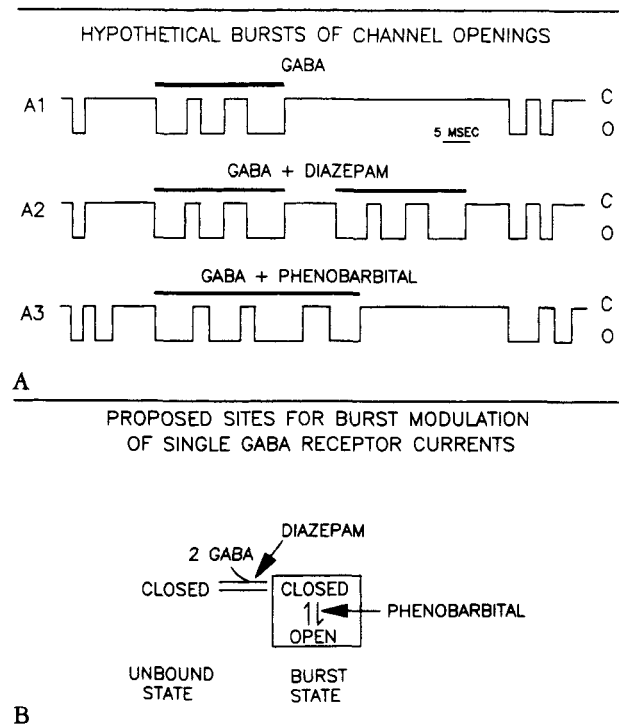 HYPOTHETICAL BURSTS OF CHANNEL OPENINGS
GABA
A1
C
O
5 MSEC
GABA + DIAZEPAM
A2
C
O
GABA + PHENOBARBITAL
A3
C
O
A
PROPOSED SITES FOR BURST MODULATION
OF SINGLE GABA RECEPTOR CURRENTS
DIAZEPAM
2 GABA
CLOSED
CLOSED
PHENOBARBITAL
OPEN
UNBOUND
STATE
BURST
STATE
B